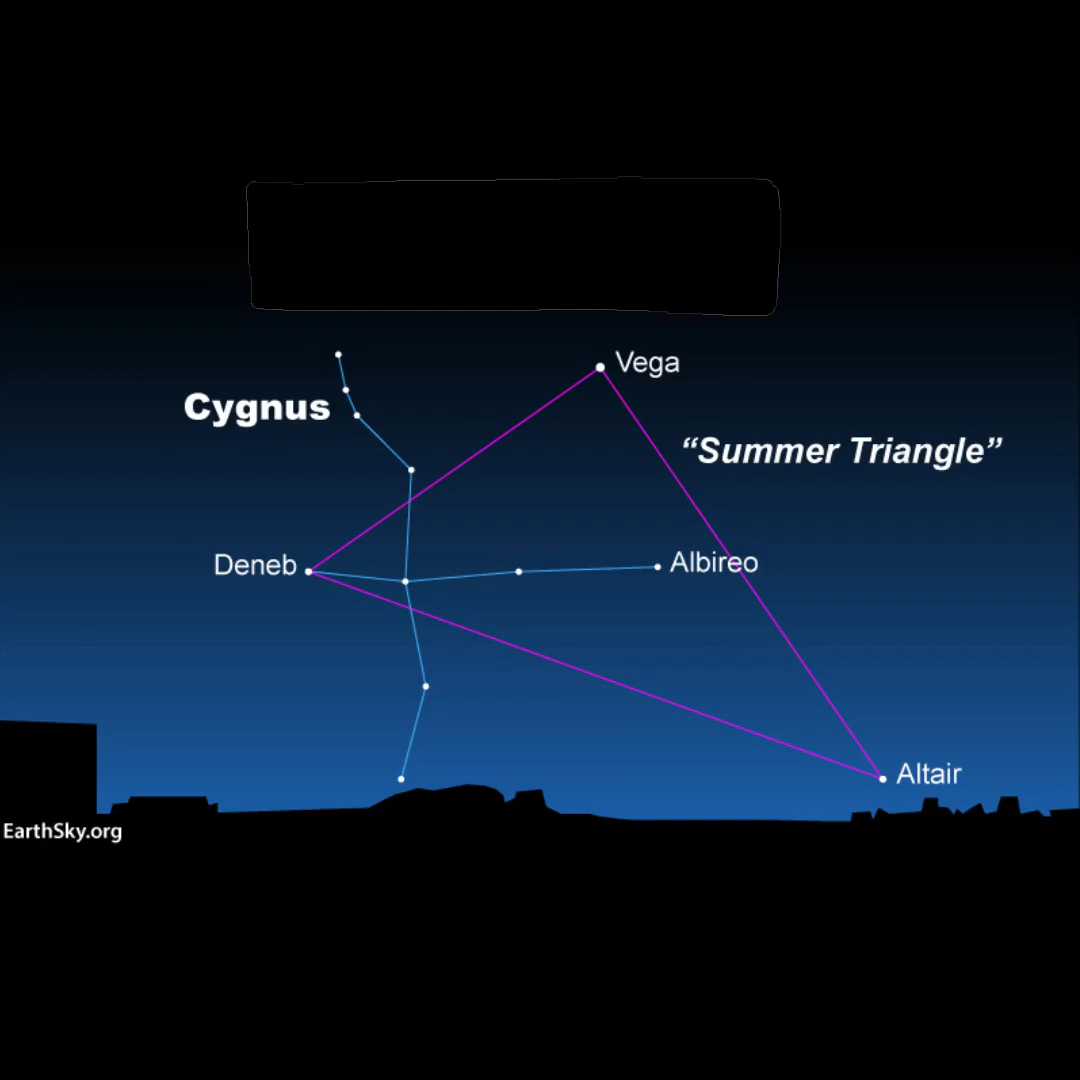 Vega
Cygnus
“Summer Triangle”
Deneb
Albireo
Altair
EarthSky.org